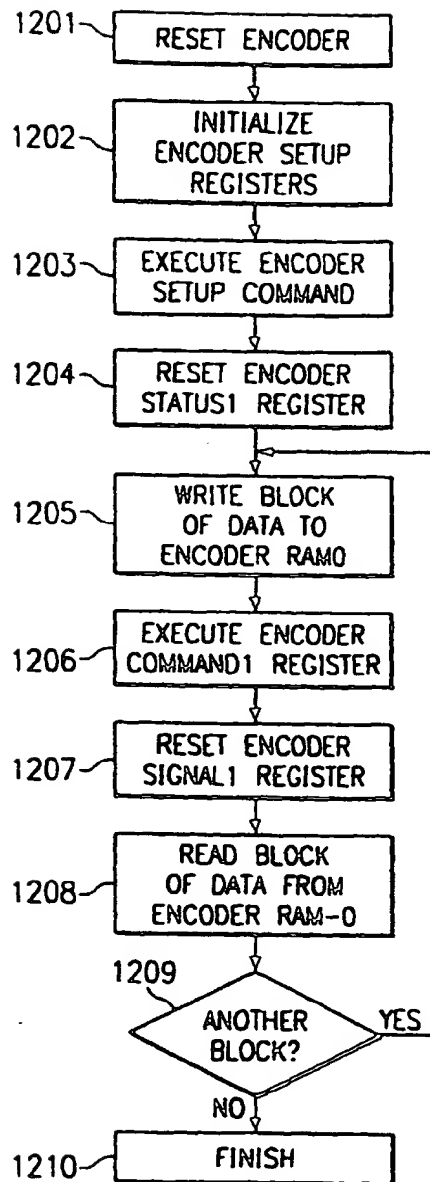 1201
RESET ENCODER
1202
INITIALIZE
ENCODER SETUP
REGISTERS
1203
EXECUTE ENCODER
SETUP COMMAND
1204
RESET ENCODER
STATUS1 REGISTER
1205
WRITE BLOCK
OF DATA TO
ENCODER RAM0
1206
EXECUTE ENCODER
COMMAND1 REGISTER
1207
RESET ENCODER
SIGNAL1 REGISTER
1208
READ BLOCK
OF DATA FROM
ENCODER RAM-0
1209
ANOTHER
BLOCK?
YES
NO
1210
FINISH